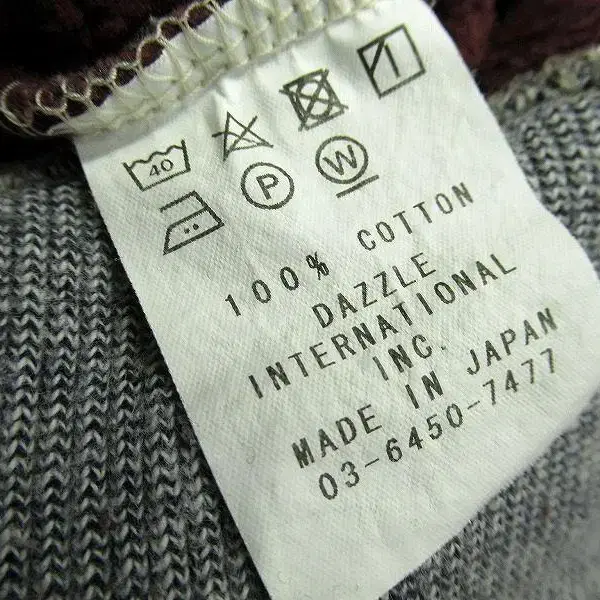 40
P W
100% COTTON
DAZZLE
INTERNATIONAL
INC.
MADE IN JAPAN
03-6450-7477